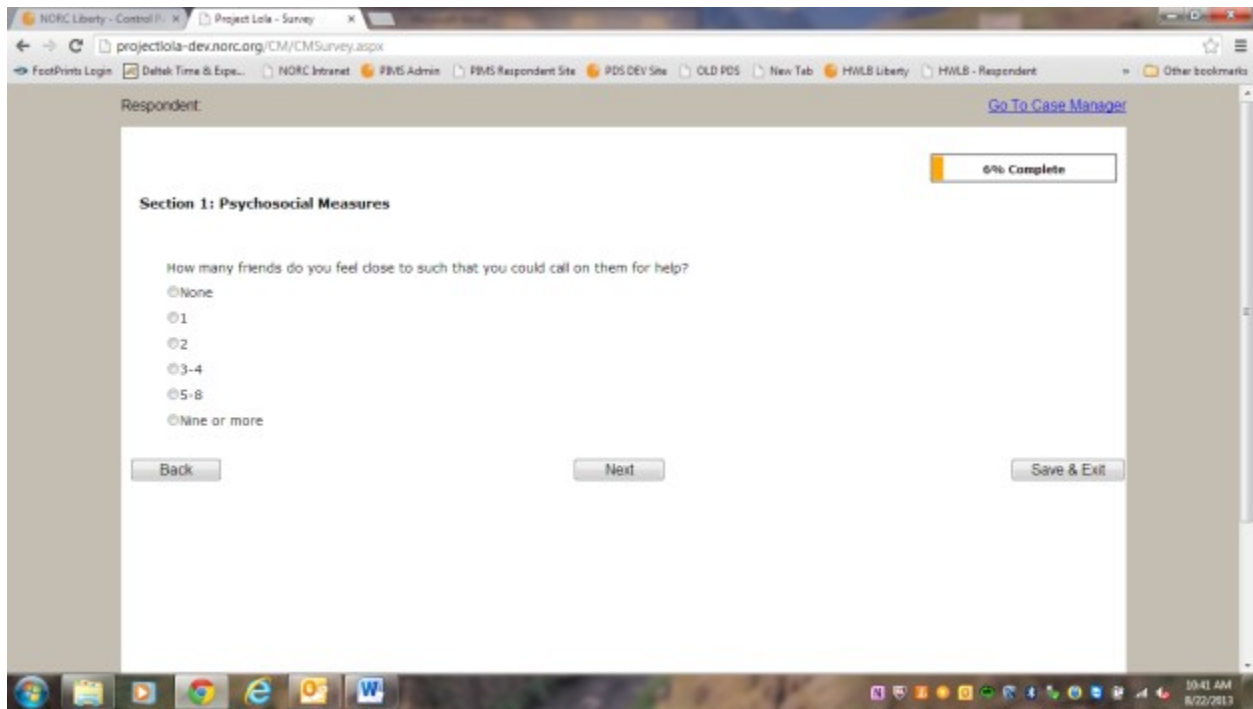 NORC Liberty - Control P
Project Lola - Survey
projectlola-dev.norc.org/CM/CMSurvey.aspx
FootPrints Login
Deltek Time & Expe...
NORC Intranet
PIMS Admin
PIMS Respondent Site
PDS DEV Site
OLD PDS
New Tab
HWLB Liberty
HWLB - Respondent
»
Other bookmarks
Respondent:
Go To Case Manager
6% Complete
Section 1: Psychosocial Measures
How many friends do you feel close to such that you could call on them for help?
None
1
2
3-4
5-8
Nine or more
Back
Next
Save & Exit
10:41 AM
8/22/2013